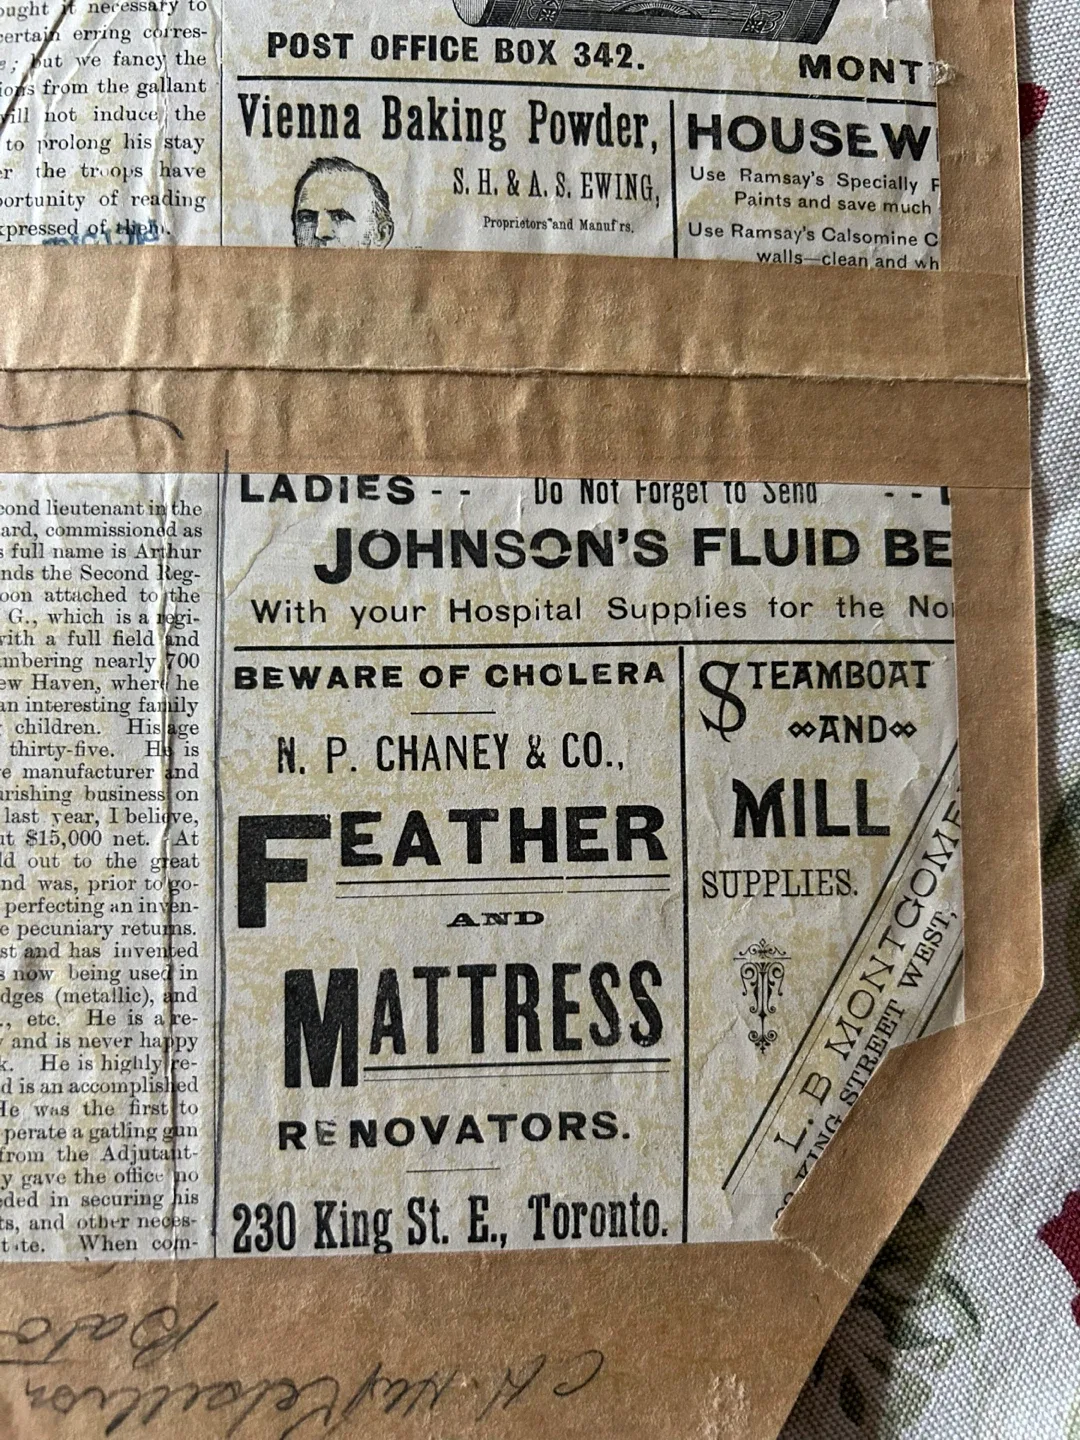 ought it necessary to
certain erring corres-
; but we fancy the
ions from the gallant
will not induce the
to prolong his stay
r the troops have
portunity of reading
xpressed of them.
POST OFFICE BOX 342.
MONT
Vienna Baking Powder,
S. H. & A. S. EWING,
Proprietors and Manuf'rs.
HOUSEW
Use Ramsay's Specially P
Paints and save much
Use Ramsay's Calsomine C
walls—clean and wh
cond lieutenant in the
ard, commissioned as
s full name is Arthur
nds the Second Reg-
oon attached to the
G., which is a regi-
with a full field and
mbering nearly 700
ew Haven, where he
an interesting family
children. His age
thirty-five. He is
e manufacturer and
urishing business on
last year, I believe,
ut $15,000 net. At
ld out to the great
nd was, prior to go-
perfecting an inven-
e pecuniary returns.
st and has invented
s now being used in
dges (metallic), and
., etc. He is a re-
y and is never happy
k. He is highly re-
d is an accomplished
He was the first to
perate a gatling gun
from the Adjutant-
y gave the office no
ded in securing his
ts, and other neces-
te. When com-
LADIES - - Do Not Forget to Send - -
JOHNSON'S FLUID BE
With your Hospital Supplies for the No
BEWARE OF CHOLERA
N. P. CHANEY & CO.,
FEATHER
AND
MATTRESS
RENOVATORS.
230 King St. E., Toronto.
STEAMBOAT
AND
MILL
SUPPLIES.
L. B MONTGOME
KING STREET WEST,